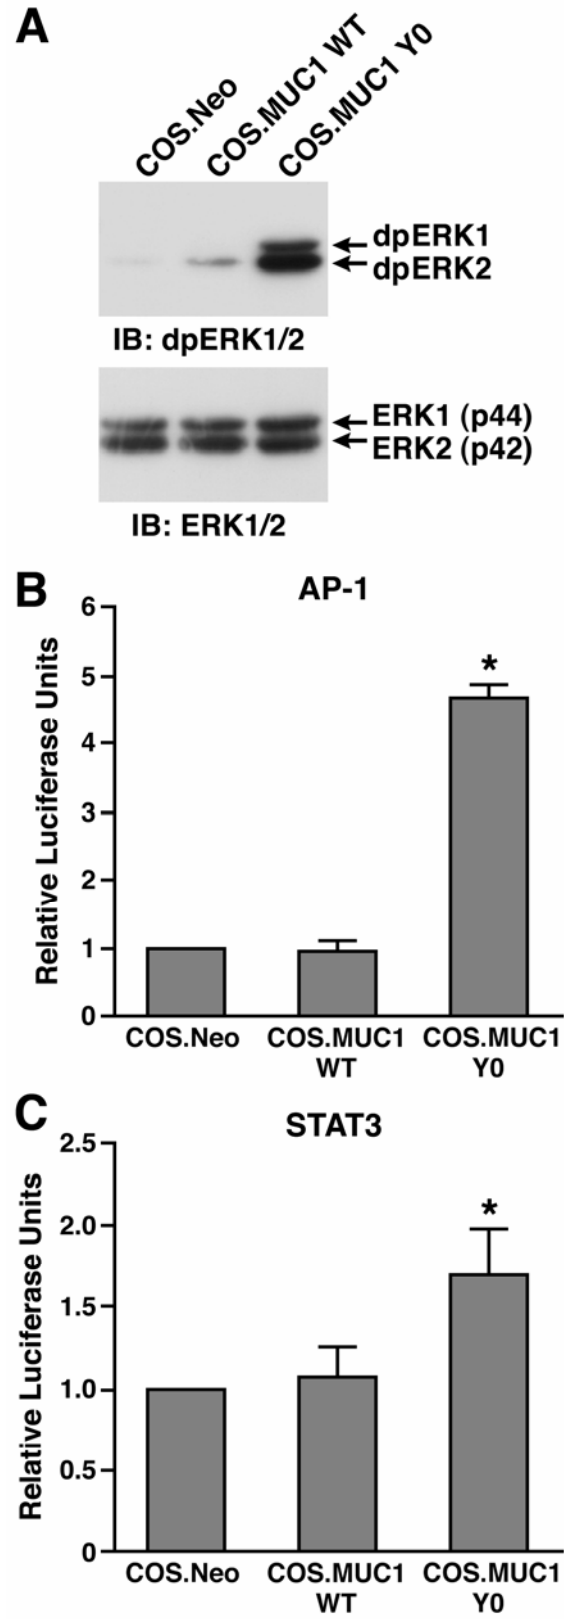 A
COS.Neo
COS.MUC1 WT
COS.MUC1 Y0
dpERK1
dpERK2
IB: dpERK1/2
ERK1 (p44)
ERK2 (p42)
IB: ERK1/2
B
AP-1
Relative Luciferase Units
6
5
4
3
2
1
0
*
COS.Neo
COS.MUC1
WT
COS.MUC1
Y0
C
STAT3
Relative Luciferase Units
2.5
2.0
1.5
1.0
0.5
0
*
COS.Neo
COS.MUC1
WT
COS.MUC1
Y0